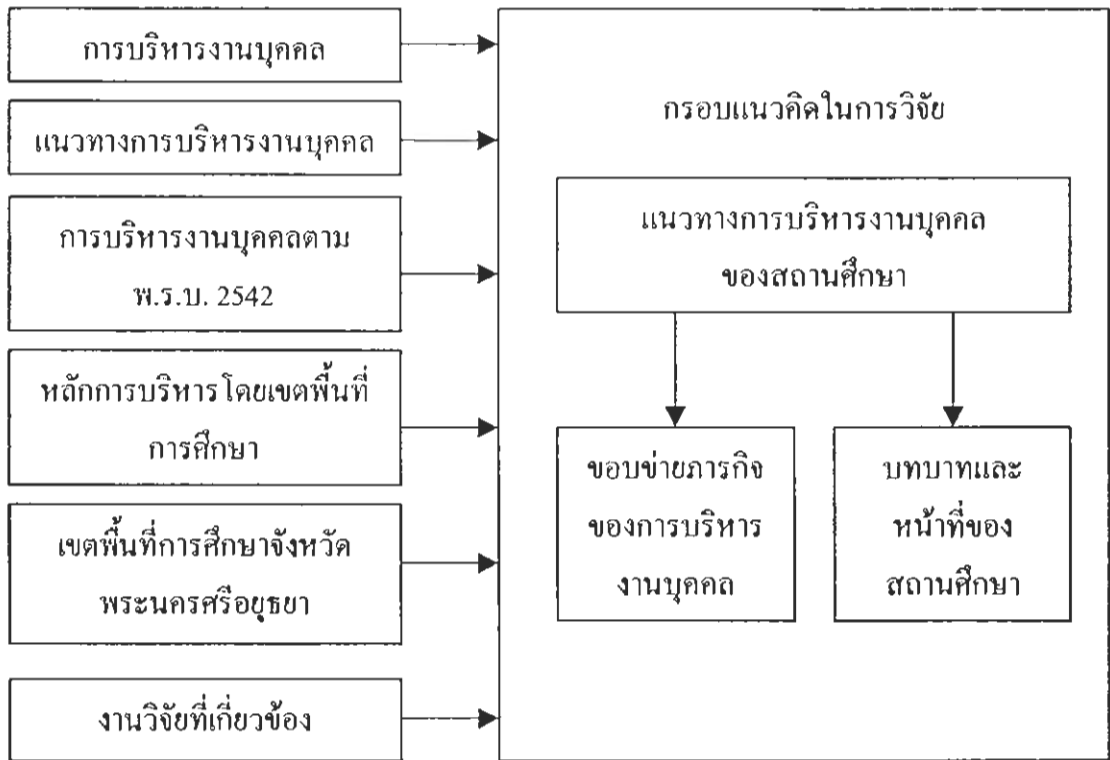 การบริหารงานบุคคล
แนวทางการบริหารงานบุคคล
การบริหารงานบุคคลตาม
พ.ร.บ. 2542
หลักการบริหารโดยเขตพื้นที่
การศึกษา
เขตพื้นที่การศึกษาจังหวัด
พระนครศรีอยุธยา
งานวิจัยที่เกี่ยวข้อง
กรอบแนวคิดในการวิจัย
แนวทางการบริหารงานบุคคล
ของสถานศึกษา
ขอบข่ายภารกิจ
ของการบริหาร
งานบุคคล
บทบาทและ
หน้าที่ของ
สถานศึกษา